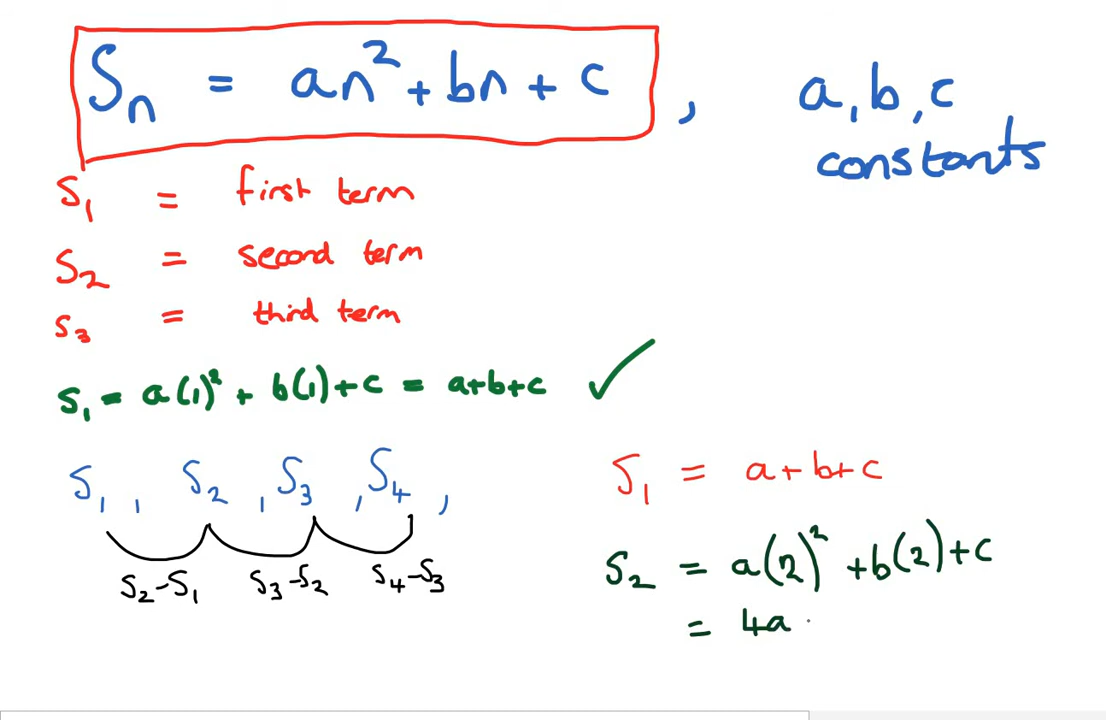 Sₙ = an² + bn + c , a, b, c
constants
S₁ = first term
S₂ = second term
S₃ = third term
S₁ = a(1)² + b(1) + c = a+b+c ✓
S₁ , S₂ , S₃ , S₄ ,
S₂-S₁ S₃-S₂ S₄-S₃
S₁ = a+b+c
S₂ = a(2)² + b(2) + c
= 4a